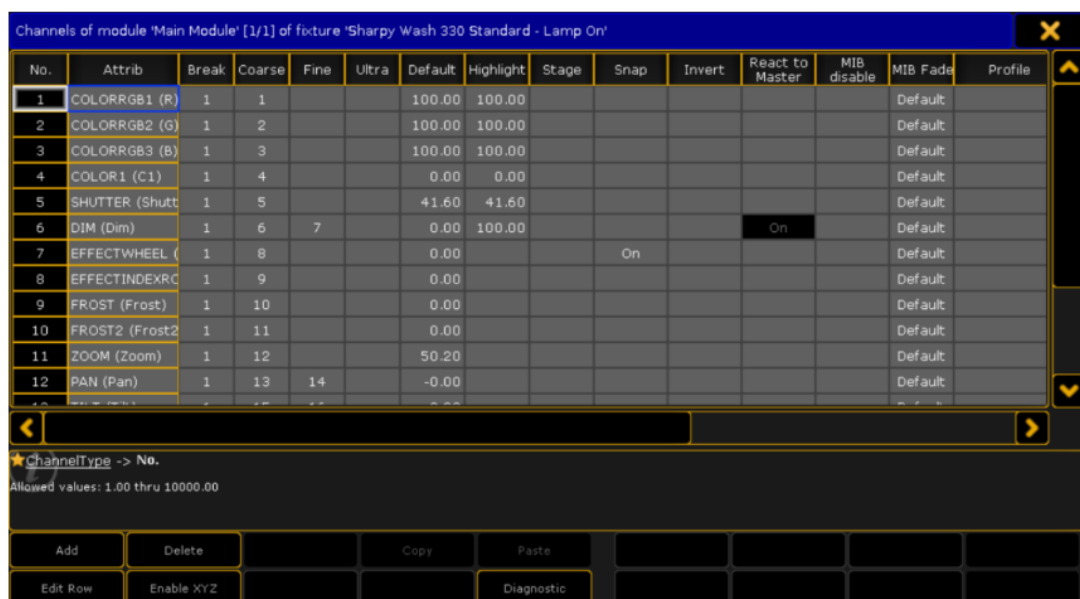 Channels of module 'Main Module' [1/1] of fixture 'Sharpy Wash 330 Standard - Lamp On'
No. Attrib Break Coarse Fine Ultra Default Highlight Stage Snap Invert React to Master MIB disable MIB Fade Profile
1 COLORRGB1 (R) 1 1 100.00 100.00 Default
2 COLORRGB2 (G) 1 2 100.00 100.00 Default
3 COLORRGB3 (B) 1 3 100.00 100.00 Default
4 COLOR1 (C1) 1 4 0.00 0.00 Default
5 SHUTTER (Shutt 1 5 41.60 41.60 Default
6 DIM (Dim) 1 6 7 0.00 100.00 On Default
7 EFFECTWHEEL ( 1 8 0.00 On Default
8 EFFECTINDEXRO 1 9 0.00 Default
9 FROST (Frost) 1 10 0.00 Default
10 FROST2 (Frost2 1 11 0.00 Default
11 ZOOM (Zoom) 1 12 50.20 Default
12 PAN (Pan) 1 13 14 -0.00 Default
ChannelType -> No.
Allowed values: 1.00 thru 10000.00
Add Delete Copy Paste
Edit Row Enable XYZ Diagnostic